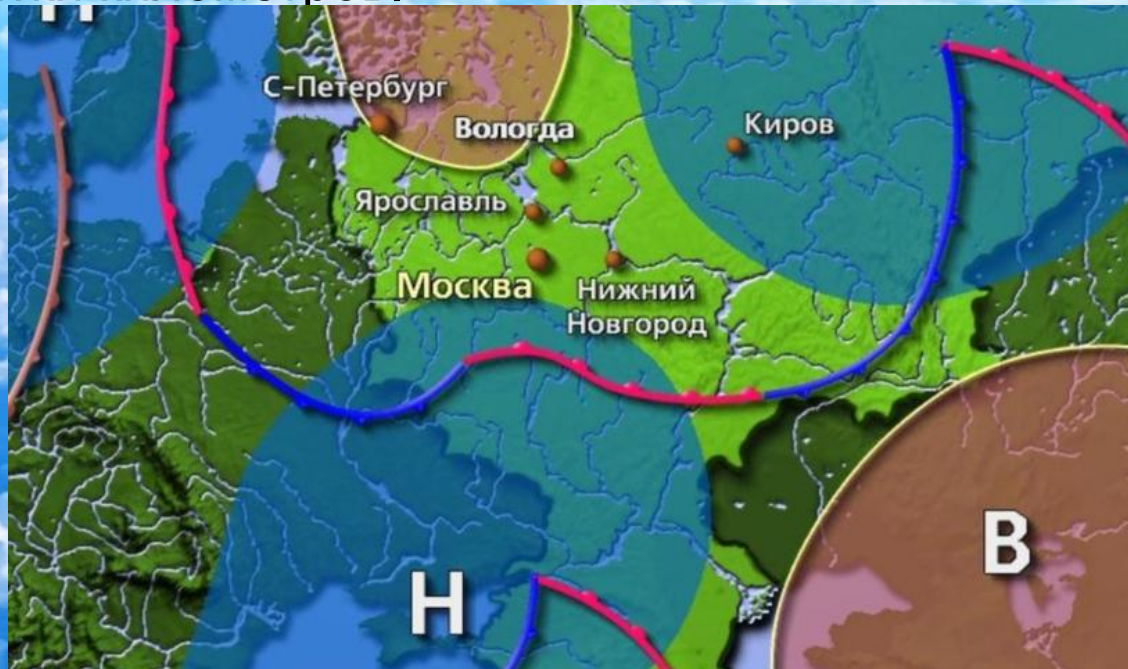 С-Петербург
Вологда
Киров
Ярославль
Москва
Нижний
Новгород
В
Н